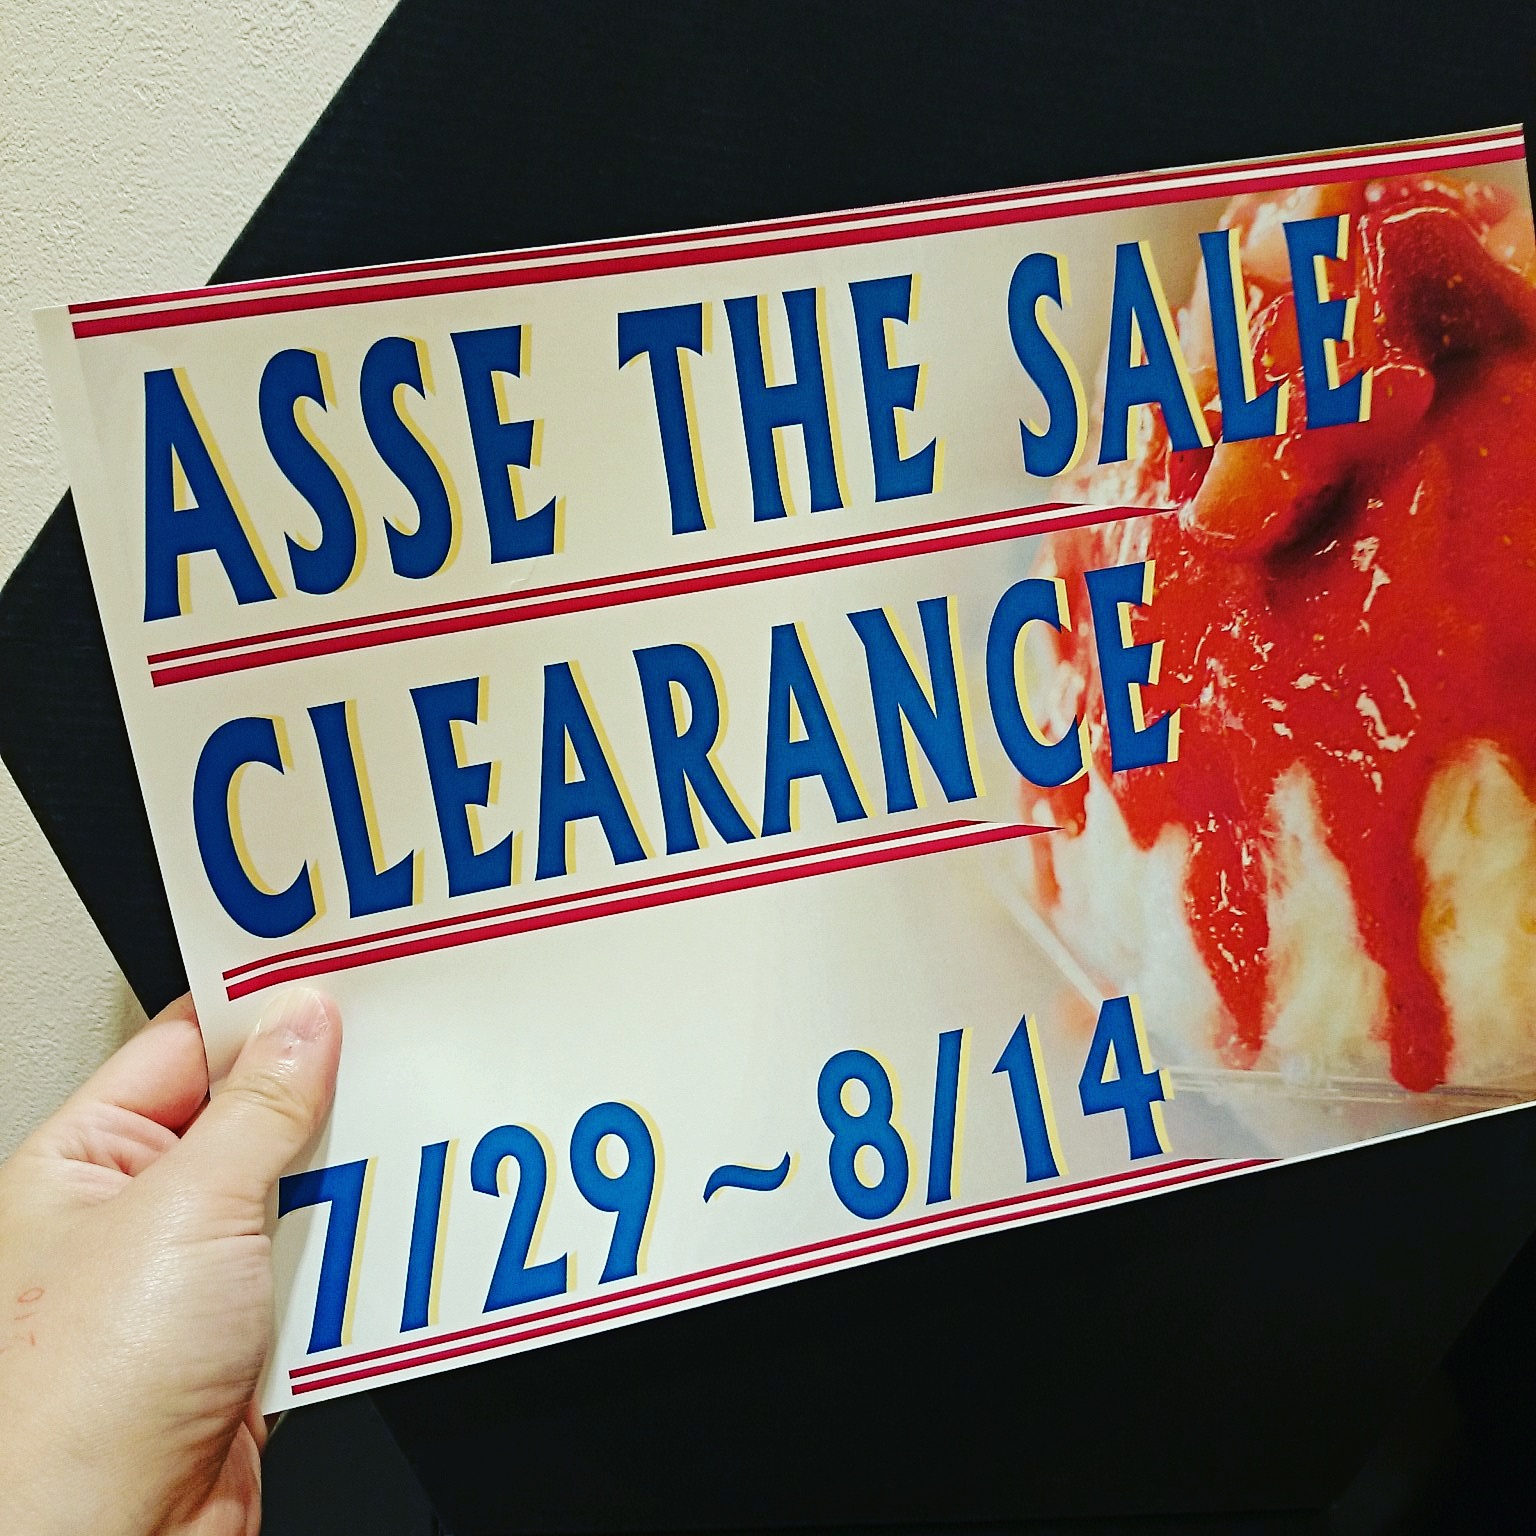 ASSE THE SALE
CLEARANCE
7/29~8/14